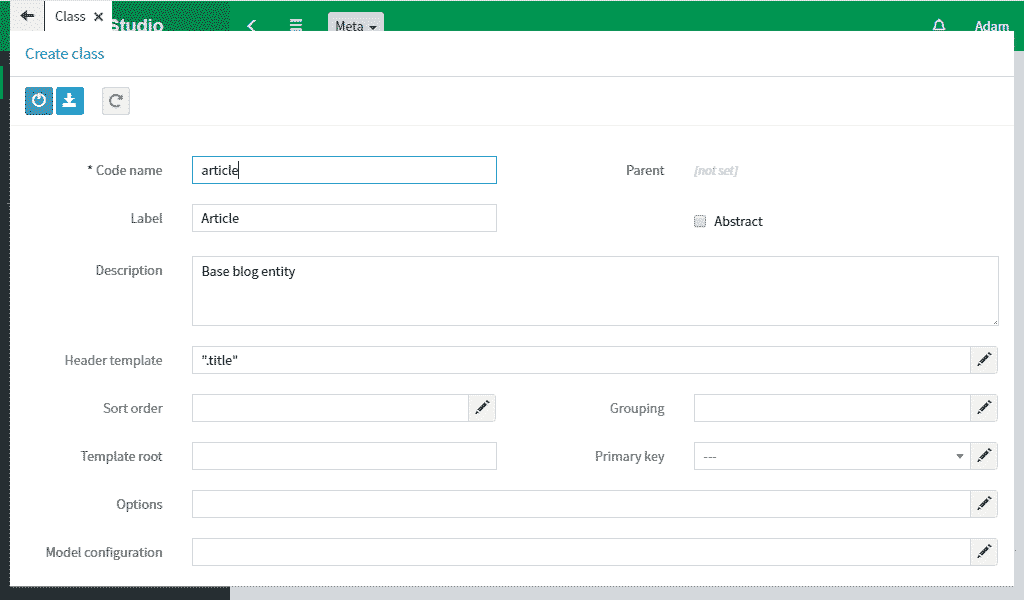 Class ×
Studio
Meta
Adam
Create class
* Code name article
Parent [not set]
Label Article
Abstract
Description Base blog entity
Header template ".title"
Sort order
Grouping
Template root
Primary key ---
Options
Model configuration